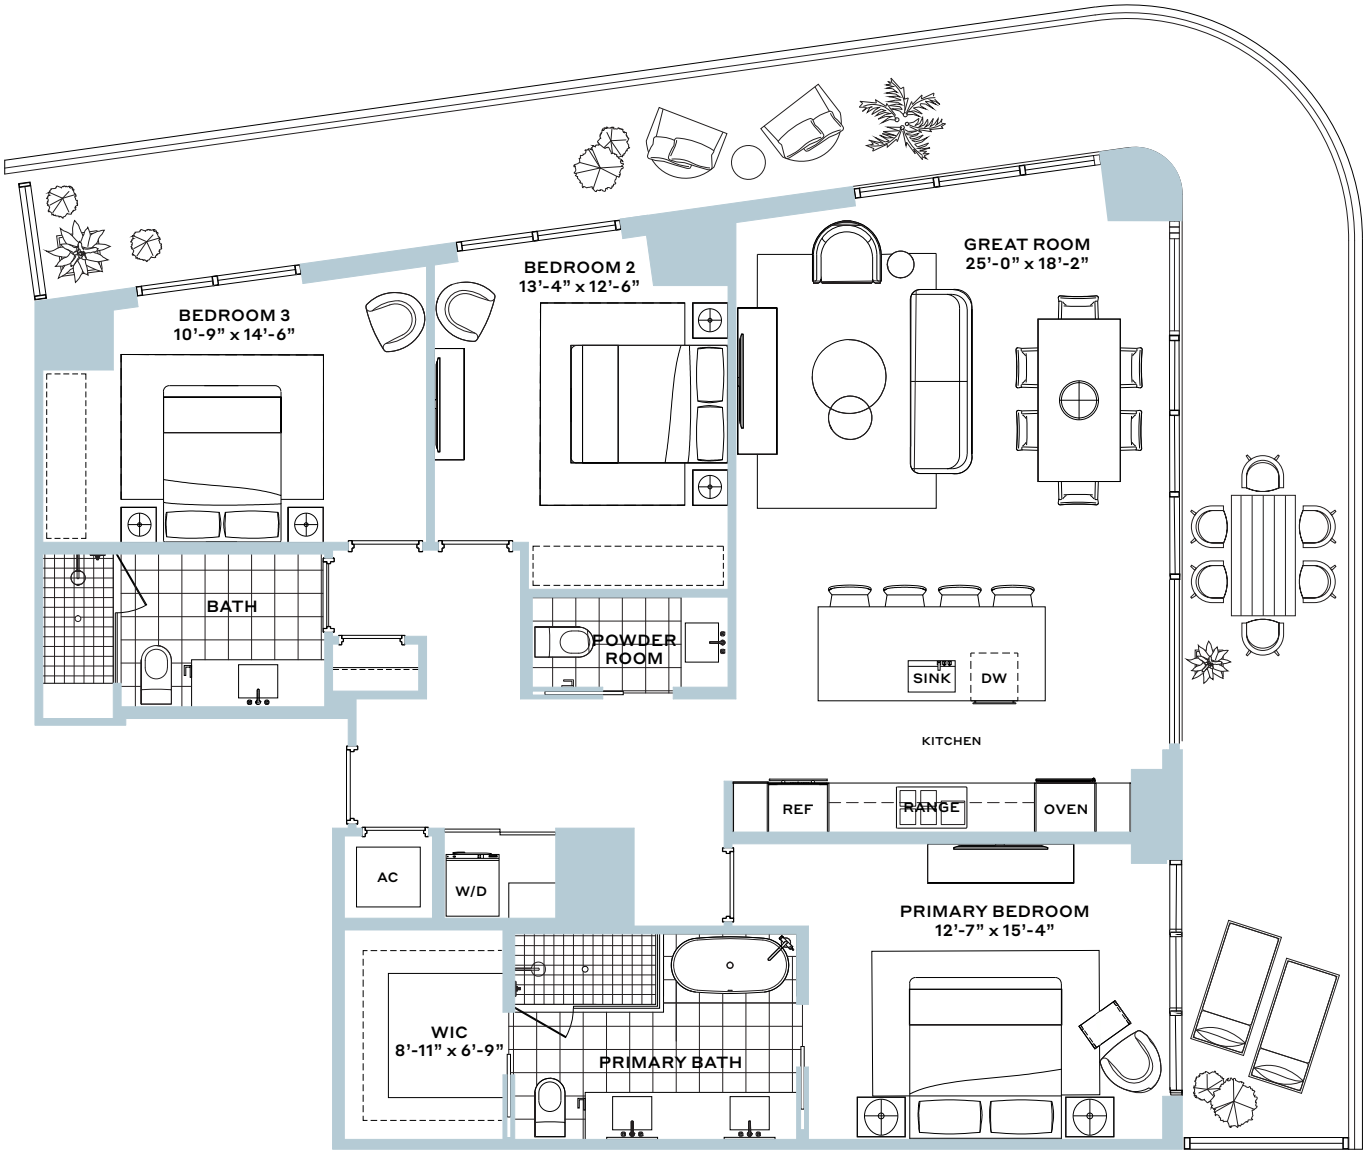 GREAT ROOM
25’-0” x 18’-2”
BEDROOM 2
13’-4” x 12’-6”
BEDROOM 3
10’-9” x 14’-6”
BATH
POWDER
ROOM
SINK
DW
KITCHEN
REF
RANGE
OVEN
AC
W/D
PRIMARY BEDROOM
12’-7” x 15’-4”
WIC
8’-11” x 6’-9”
PRIMARY BATH